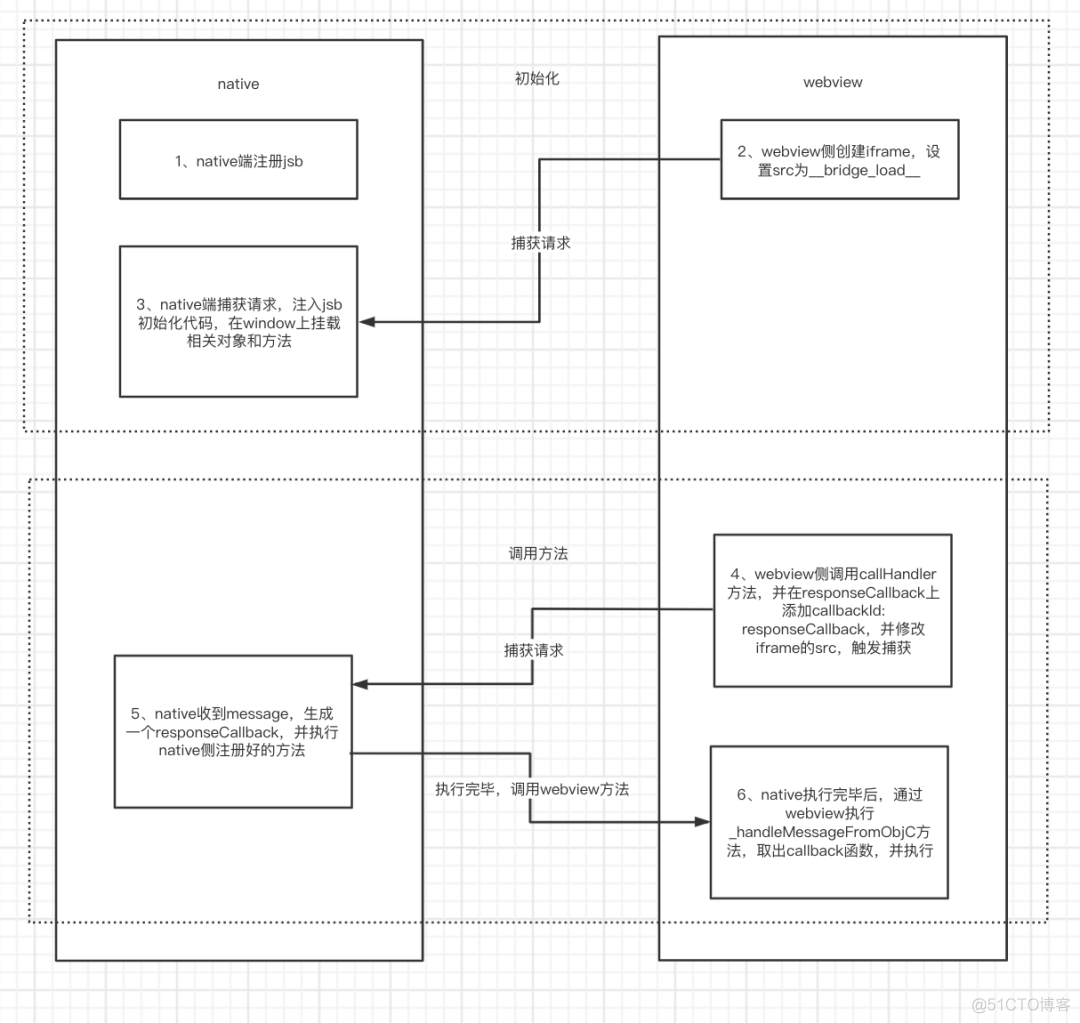 native
初始化
webview
1、native端注册jsb
2、webview侧创建iframe，设
置src为__bridge_load__
捕获请求
3、native端捕获请求，注入jsb
初始化代码，在window上挂载
相关对象和方法
调用方法
4、webview侧调用callHandler
方法，并在responseCallback上
添加callbackId:
responseCallback，并修改
iframe的src，触发捕获
捕获请求
5、native收到message，生成
一个responseCallback，并执行
native侧注册好的方法
执行完毕，调用webview方法
6、native执行完毕后，通过
webview执行
_handleMessageFromObjC方
法，取出callback函数，并执行
@51CTO博客